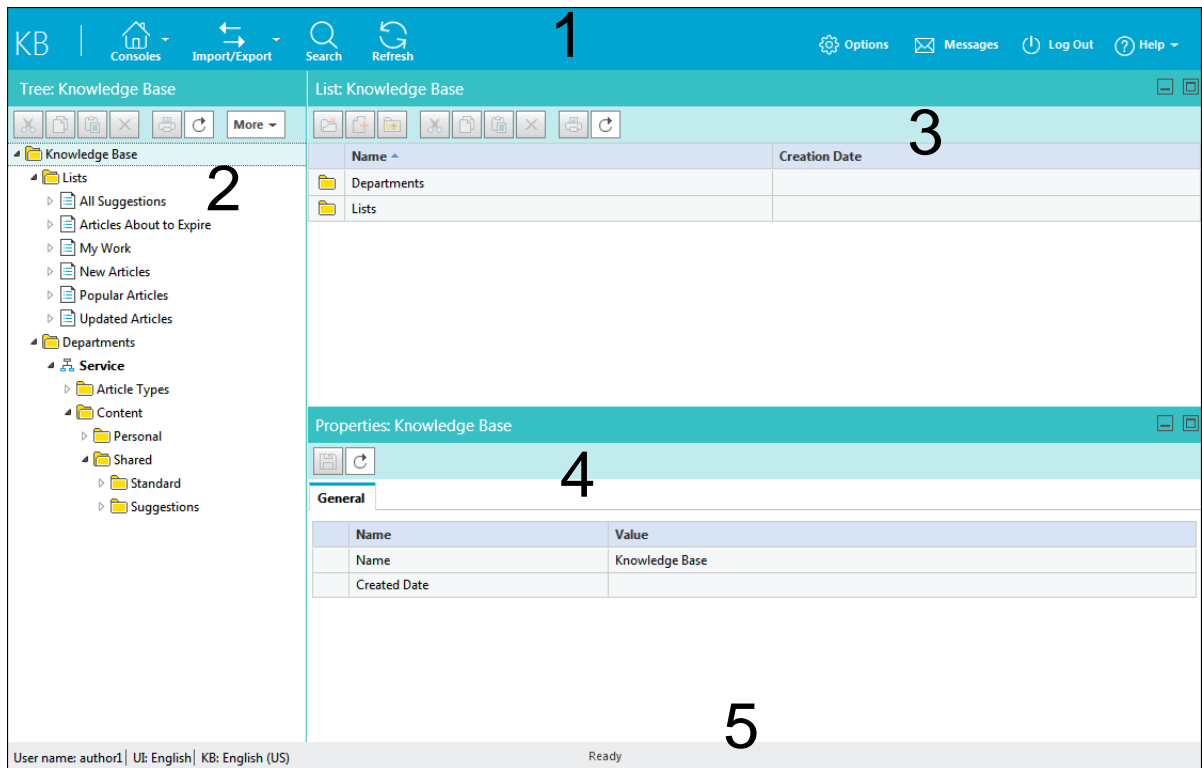 KB Consoles Import/Export Search Refresh 1 Options Messages Log Out Help
Tree: Knowledge Base
More
Knowledge Base
2
Lists
All Suggestions
Articles About to Expire
My Work
New Articles
Popular Articles
Updated Articles
Departments
Service
Article Types
Content
Personal
Shared
Standard
Suggestions
List: Knowledge Base
3
Name Creation Date
Departments
Lists
Properties: Knowledge Base
4
General
Name Value
Name Knowledge Base
Created Date
5
User name: author1 UI: English KB: English (US) Ready